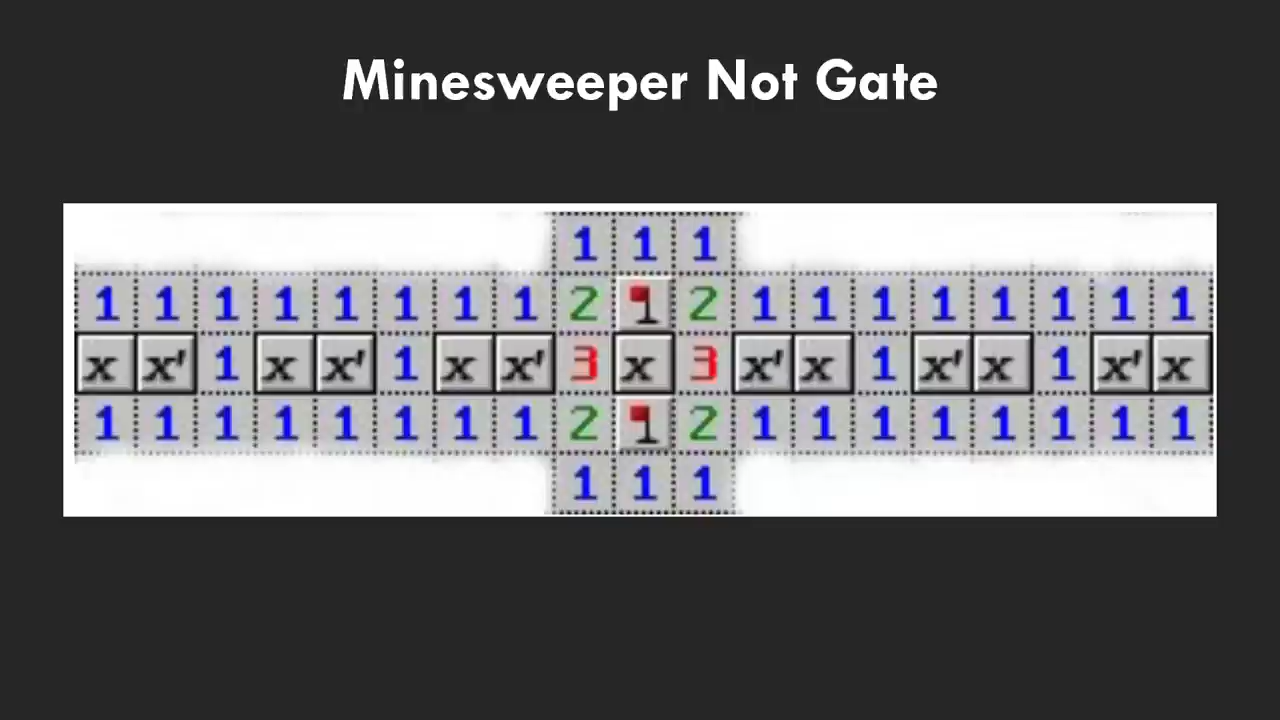 Minesweeper Not Gate
1 1 1
1 1 1 1 1 1 1 1 2 2 1 1 1 1 1 1 1 1
x x' 1 x x' 1 x x' 3 x 3 x' x 1 x' x 1 x' x
1 1 1 1 1 1 1 1 2 2 1 1 1 1 1 1 1 1
1 1 1